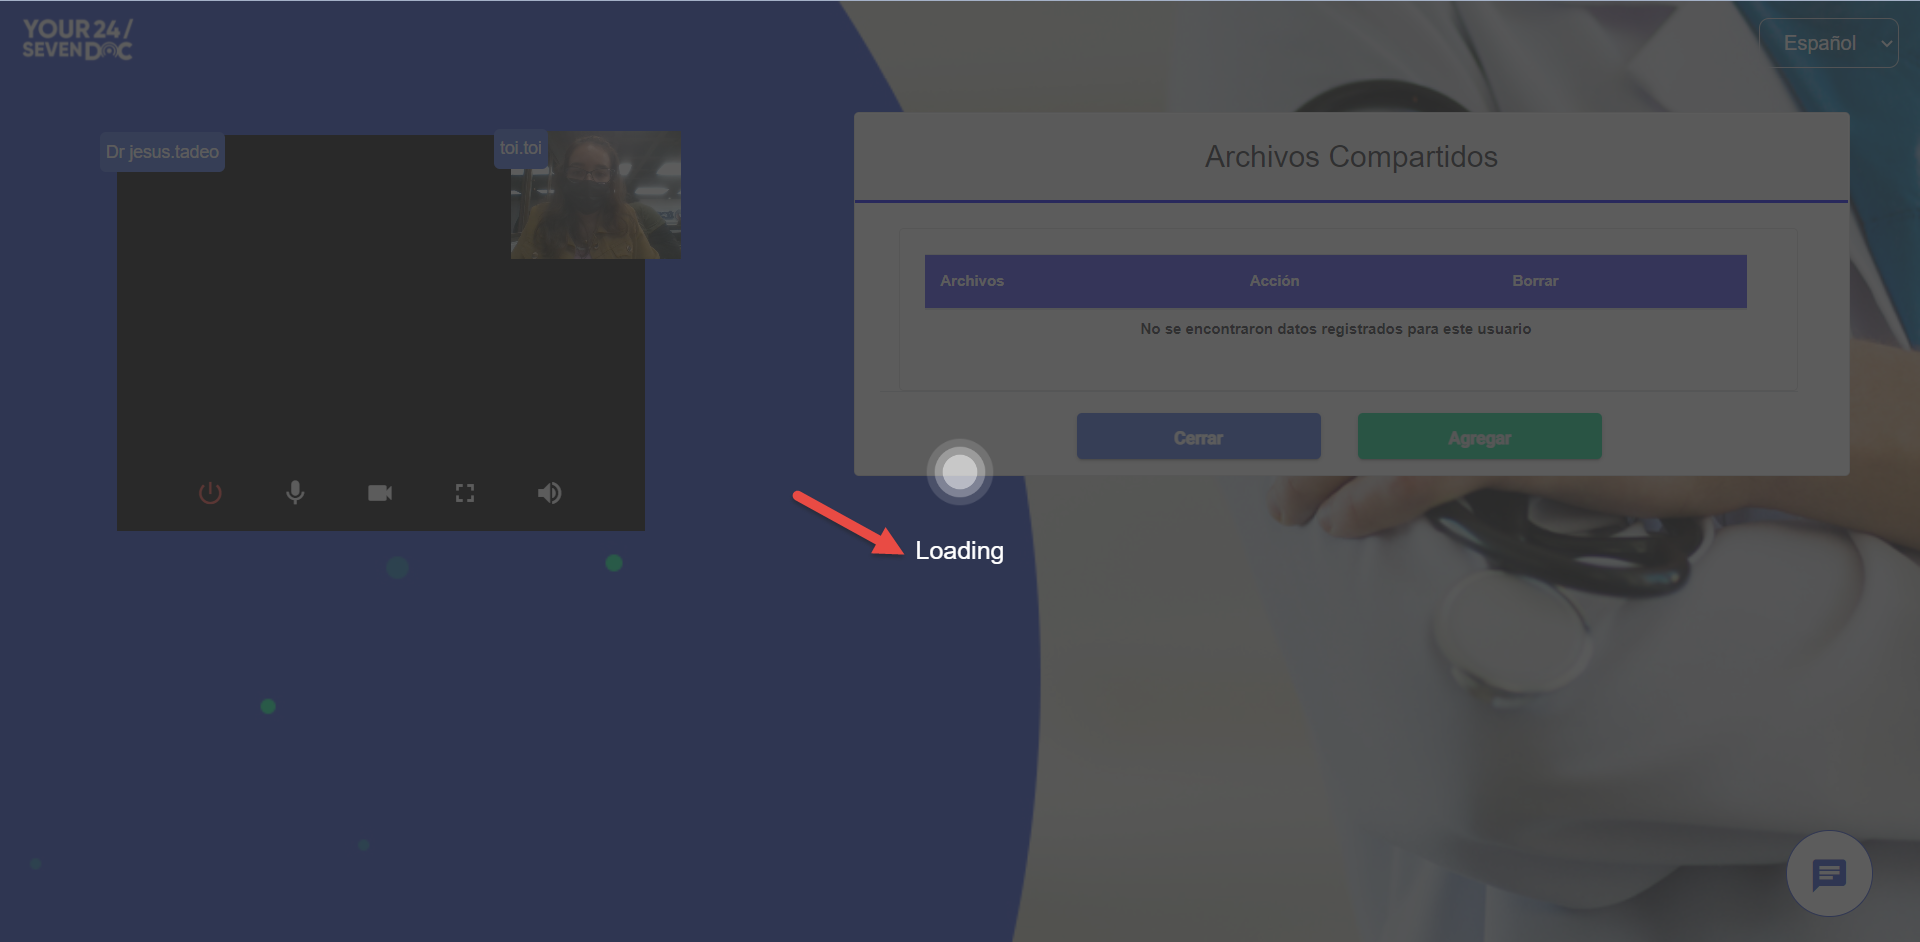 YOUR 24/
SEVEN DOC
Español
Dr jesus.tadeo
toi.toi
Archivos Compartidos
Archivos Acción Borrar
No se encontraron datos registrados para este usuario
Cerrar Agregar
Loading